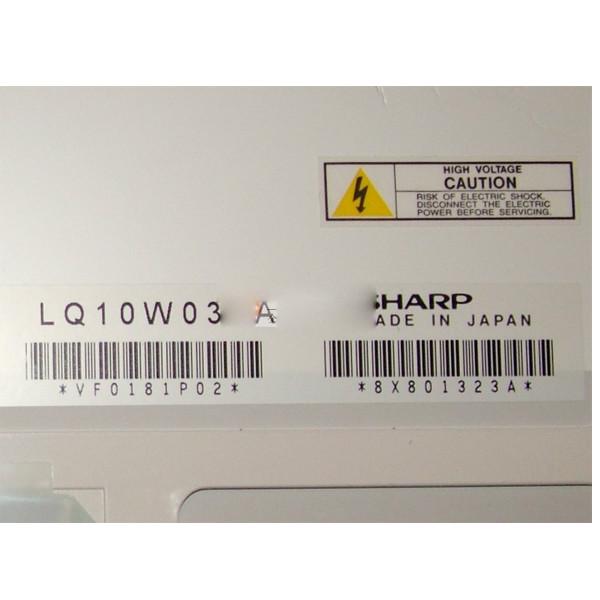 HIGH VOLTAGE
CAUTION
RISK OF ELECTRIC SHOCK.
DISCONNECT THE ELECTRIC
POWER BEFORE SERVICING.
LQ10W03 A
SHARP
MADE IN JAPAN
*VF0181P02*
*8X801323A*